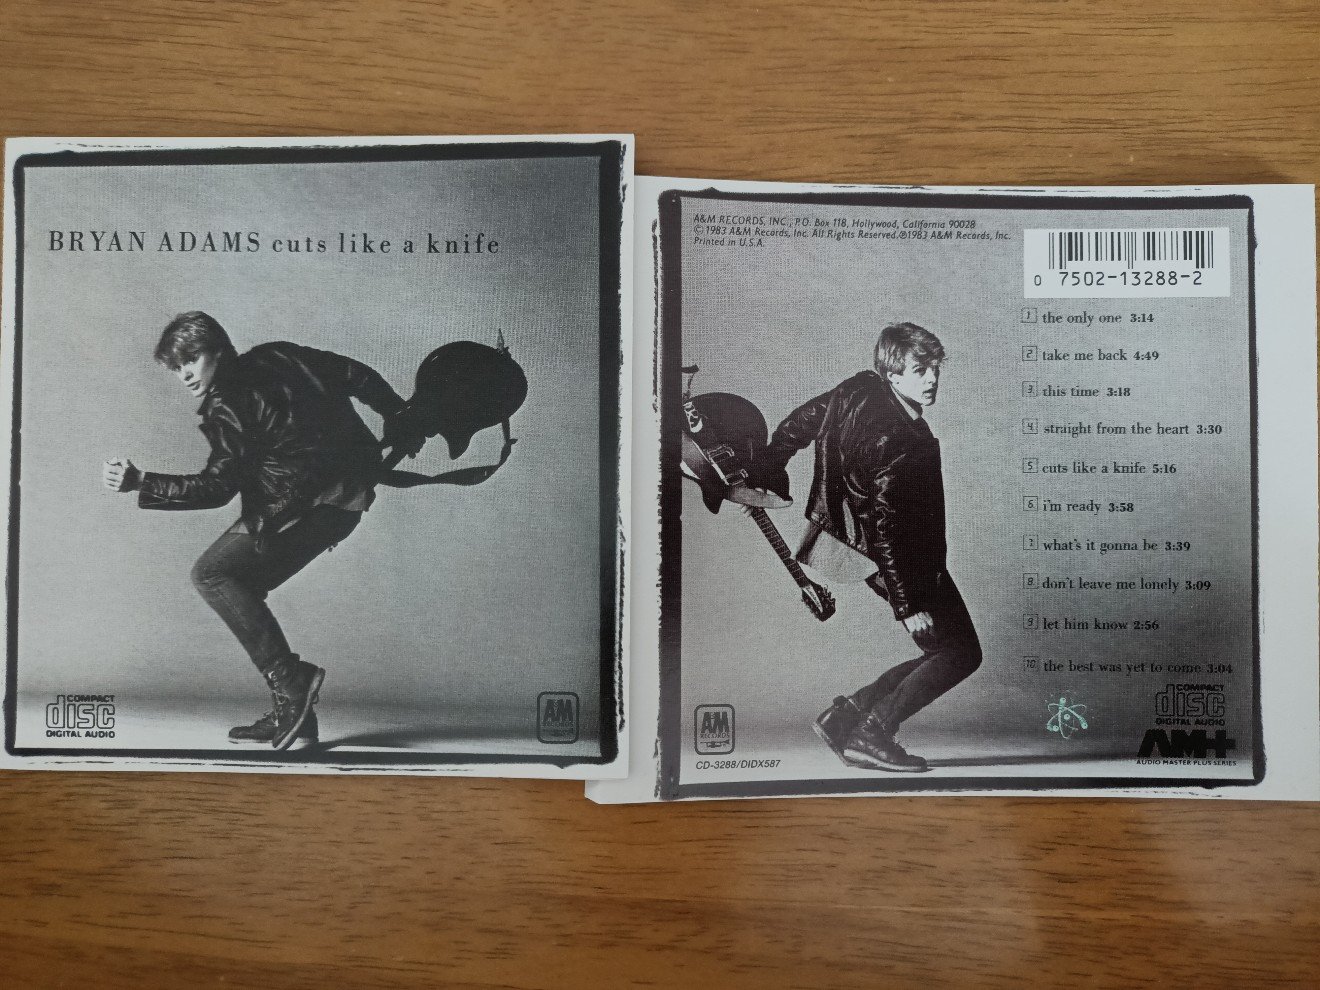 BRYAN ADAMS cuts like a knife
COMPACT
disc
DIGITAL AUDIO
A&M
RECORDS
A&M RECORDS, INC., P.O. Box 118, Hollywood, California 90028
© 1983 A&M Records, Inc. All Rights Reserved. ℗1983 A&M Records, Inc.
Printed in U.S.A.
0 7502-13288-2
1 the only one 3:14
2 take me back 4:49
3 this time 3:18
4 straight from the heart 3:30
5 cuts like a knife 5:16
6 i'm ready 3:58
7 what's it gonna be 3:39
8 don't leave me lonely 3:09
9 let him know 2:56
10 the best was yet to come 3:04
A&M
RECORDS
CD-3288/DIDX587
COMPACT
disc
DIGITAL AUDIO
AM+
AUDIO MASTER PLUS SERIES